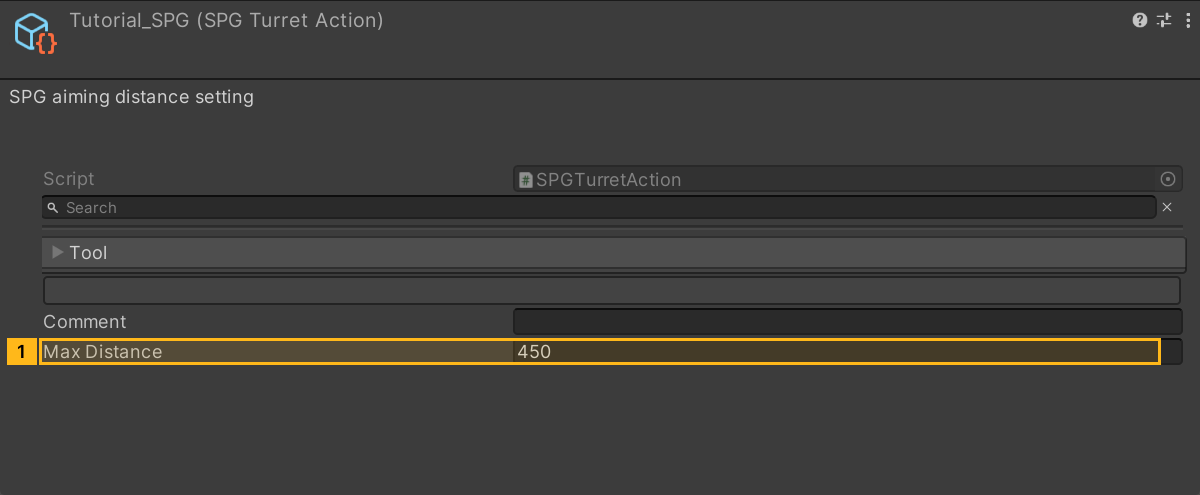 Tutorial_SPG (SPG Turret Action)
SPG aiming distance setting
Script SPGTurretAction
Search
Tool
Comment
1 Max Distance 450